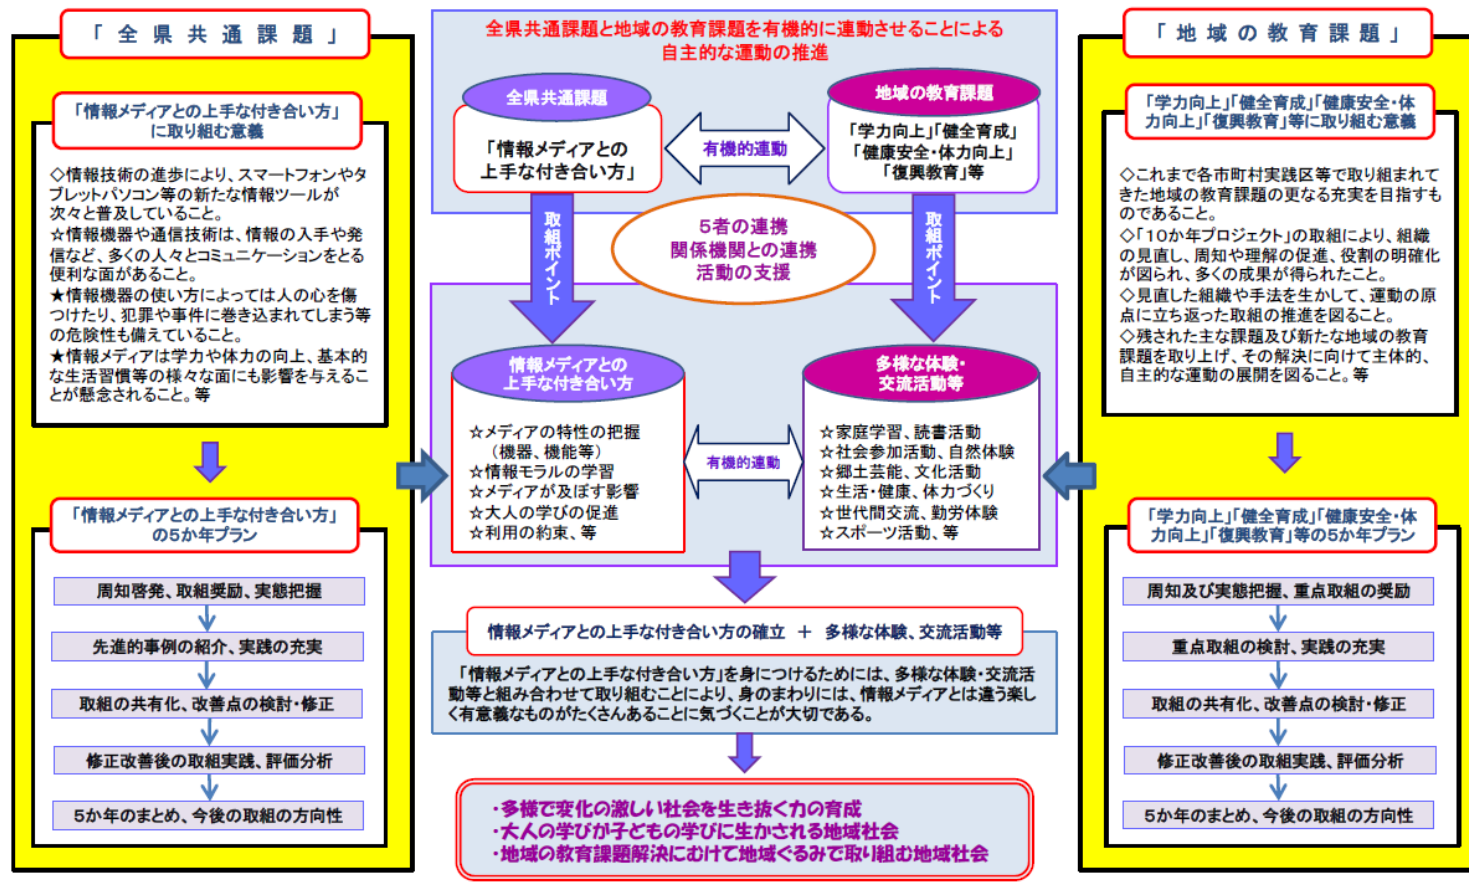 「全県共通課題」
「情報メディアとの上手な付き合い方」
に取り組む意義
◇情報技術の進歩により、スマートフォンやタ
ブレットパソコン等の新たな情報ツールが
次々と普及していること。
☆情報機器や通信技術は、情報の入手や発
信など、多くの人々とコミュニケーションをとる
便利な面があること。
★情報機器の使い方によっては人の心を傷
つけたり、犯罪や事件に巻き込まれてしまう等
の危険性も備えていること。
★情報メディアは学力や体力の向上、基本的
な生活習慣等の様々な面にも影響を与えるこ
とが懸念されること。等
「情報メディアとの上手な付き合い方」
の5か年プラン
周知啓発、取組奨励、実態把握
先進的事例の紹介、実践の充実
取組の共有化、改善点の検討・修正
修正改善後の取組実践、評価分析
5か年のまとめ、今後の取組の方向性
全県共通課題と地域の教育課題を有機的に連動させることによる
自主的な運動の推進
全県共通課題
「情報メディアとの
上手な付き合い方」
有機的連動
地域の教育課題
「学力向上」「健全育成」
「健康安全・体力向上」
「復興教育」等
取組ポイント
5者の連携
関係機関との連携
活動の支援
取組ポイント
情報メディアとの
上手な付き合い方
☆メディアの特性の把握
（機器、機能等）
☆情報モラルの学習
☆メディアが及ぼす影響
☆大人の学びの促進
☆利用の約束、等
有機的連動
多様な体験・
交流活動等
☆家庭学習、読書活動
☆社会参加活動、自然体験
☆郷土芸能、文化活動
☆生活・健康、体力づくり
☆世代間交流、勤労体験
☆スポーツ活動、等
情報メディアとの上手な付き合い方の確立　＋　多様な体験、交流活動等
「情報メディアとの上手な付き合い方」を身につけるためには、多様な体験・交流活
動等と組み合わせて取り組むことにより、身のまわりには、情報メディアとは違う楽し
く有意義なものがたくさんあることに気づくことが大切である。
・多様で変化の激しい社会を生き抜く力の育成
・大人の学びが子どもの学びに生かされる地域社会
・地域の教育課題解決にむけて地域ぐるみで取り組む地域社会
「地域の教育課題」
「学力向上」「健全育成」「健康安全・体
力向上」「復興教育」等に取り組む意義
◇これまで各市町村実践区等で取り組まれて
きた地域の教育課題の更なる充実を目指すも
のであること。
◇「10か年プロジェクト」の取組により、組織
の見直し、周知や理解の促進、役割の明確化
が図られ、多くの成果が得られたこと。
◇見直した組織や手法を生かして、運動の原
点に立ち返った取組の推進を図ること。
◇残された主な課題及び新たな地域の教育
課題を取り上げ、その解決に向けて主体的、
自主的な運動の展開を図ること。等
「学力向上」「健全育成」「健康安全・体
力向上」「復興教育」等の5か年プラン
周知及び実態把握、重点取組の奨励
重点取組の検討、実践の充実
取組の共有化、改善点の検討・修正
修正改善後の取組実践、評価分析
5か年のまとめ、今後の取組の方向性